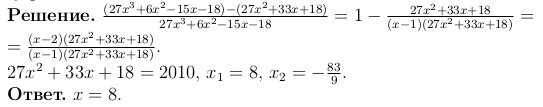 Решение. \frac{(27x^3+6x^2-15x-18)-(27x^2+33x+18)}{27x^3+6x^2-15x-18} = 1 - \frac{27x^2+33x+18}{(x-1)(27x^2+33x+18)} =
= \frac{(x-2)(27x^2+33x+18)}{(x-1)(27x^2+33x+18)}.
27x^2 + 33x + 18 = 2010, x_1 = 8, x_2 = -\frac{83}{9}.
Ответ. x = 8.